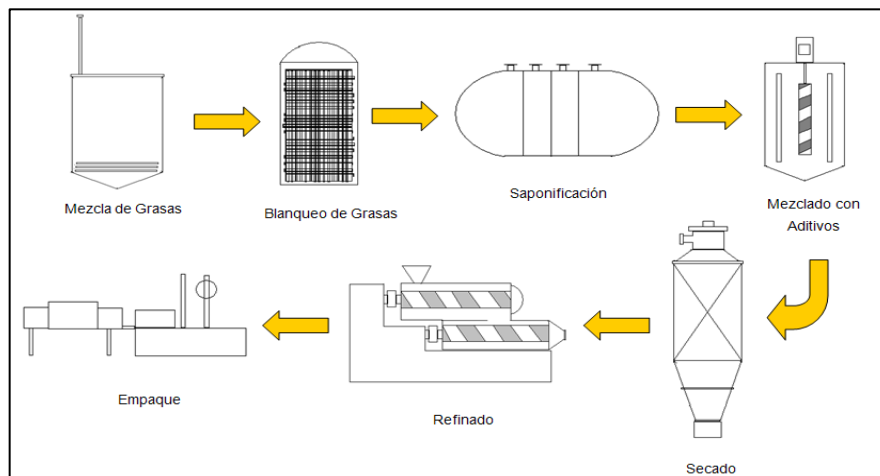 Mezcla de Grasas
Blanqueo de Grasas
Saponificación
Mezclado con
Aditivos
Empaque
Refinado
Secado